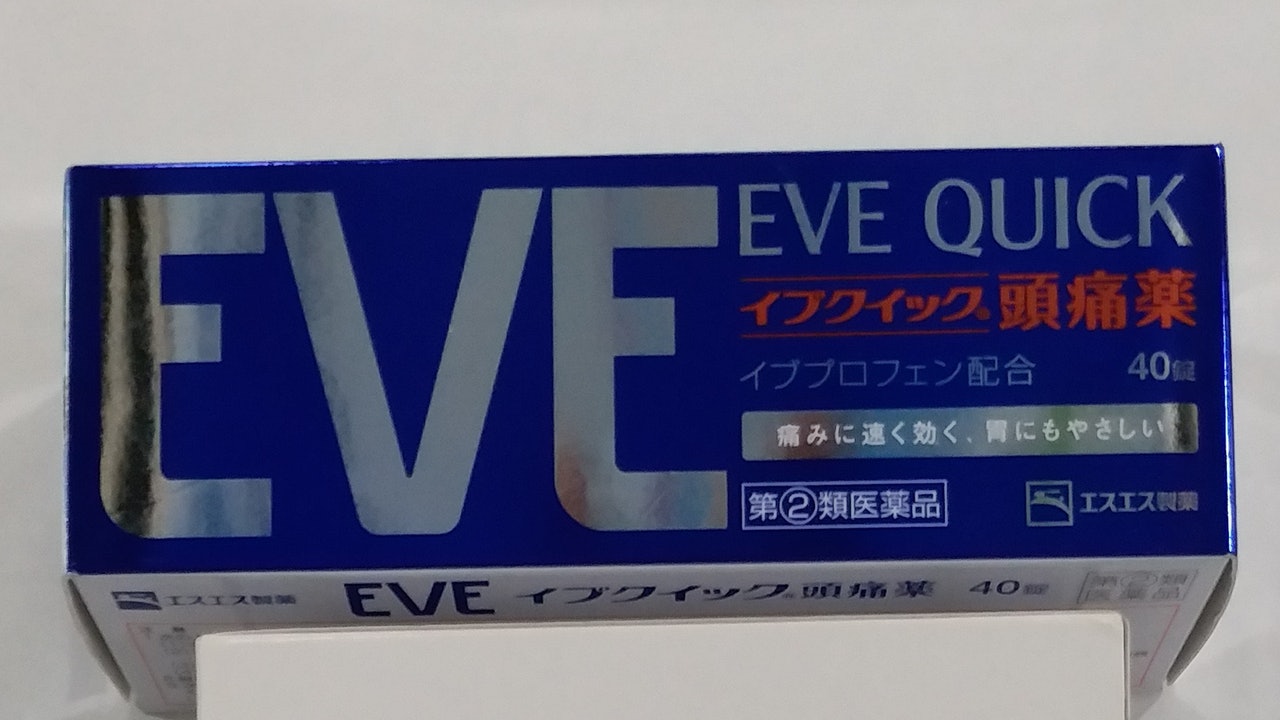 EVE
EVE QUICK
イブクイック®頭痛薬
イブプロフェン配合 40錠
痛みに速く効く、胃にもやさしい
第②類医薬品
エスエス製薬
エスエス製薬 EVE イブクイック®頭痛薬 40錠 第②類医薬品